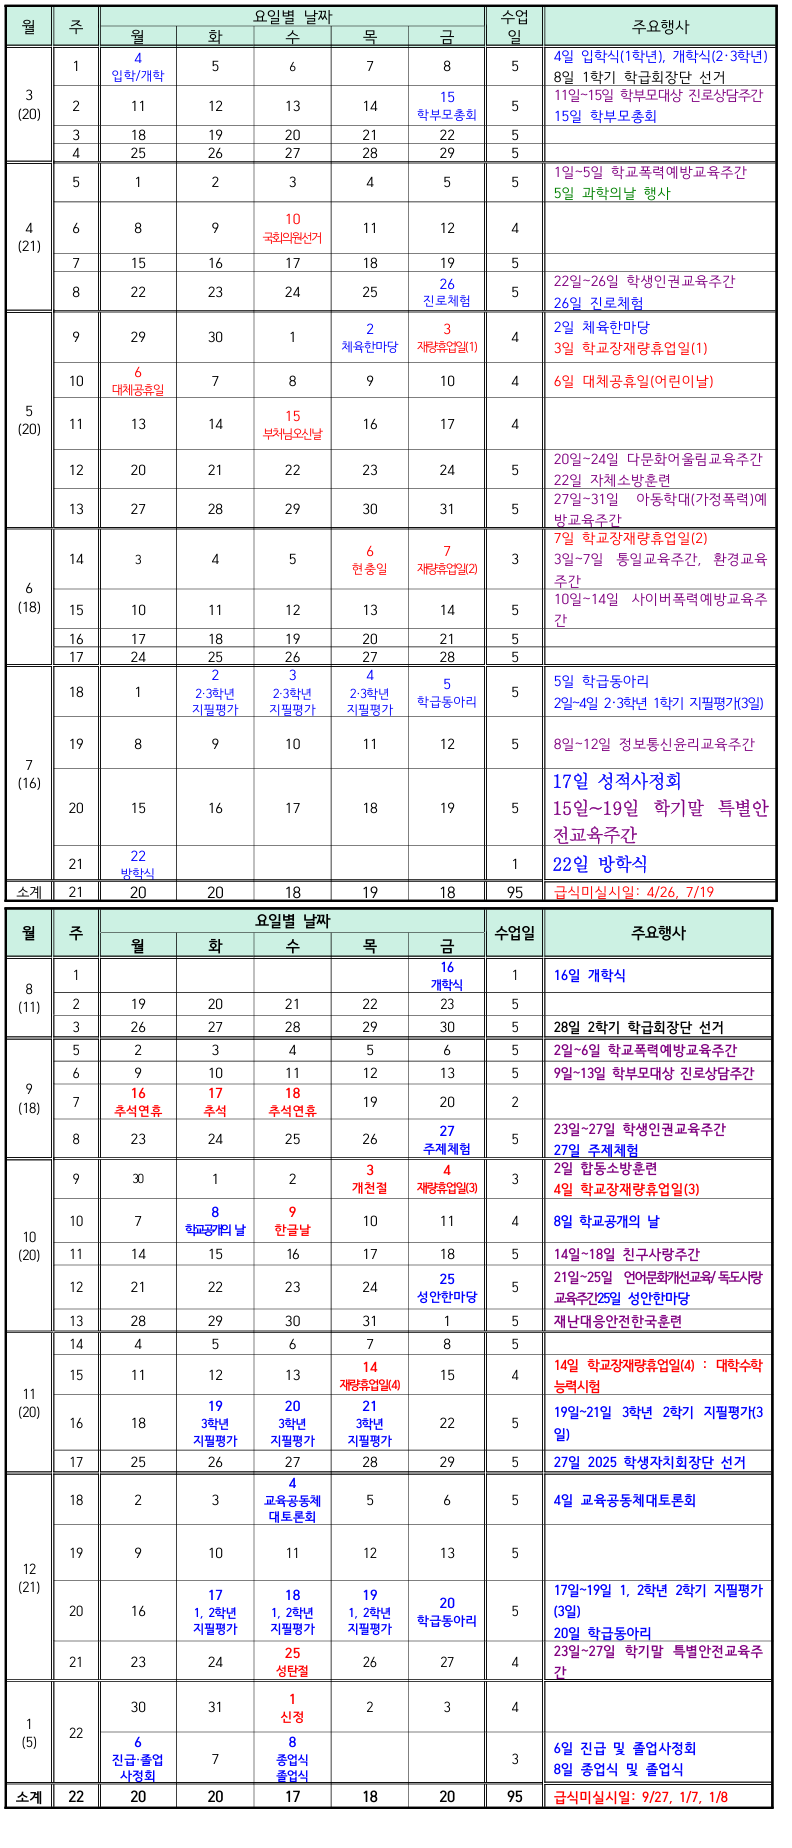 월 주 요일별 날짜 수업일 주요행사
월 화 수 목 금
3 (20)
1 4 입학/개학 5 6 7 8 5 4일 입학식(1학년), 개학식(2·3학년)
8일 1학기 학급회장단 선거
2 11 12 13 14 15 학부모총회 5 11일~15일 학부모대상 진로상담주간
15일 학부모총회
3 18 19 20 21 22 5
4 25 26 27 28 29 5
4 (21)
5 1 2 3 4 5 5 1일~5일 학교폭력예방교육주간
5일 과학의날 행사
6 8 9 10 국회의원선거 11 12 4
7 15 16 17 18 19 5
8 22 23 24 25 26 진로체험 5 22일~26일 학생인권교육주간
26일 진로체험
5 (20)
9 29 30 1 2 체육한마당 3 재량휴업일(1) 4 2일 체육한마당
3일 학교장재량휴업일(1)
10 6 대체공휴일 7 8 9 10 4 6일 대체공휴일(어린이날)
11 13 14 15 부처님오신날 16 17 4
12 20 21 22 23 24 5 20일~24일 다문화어울림교육주간
22일 자체소방훈련
13 27 28 29 30 31 5 27일~31일 아동학대(가정폭력)예
방교육주간
6 (18)
14 3 4 5 6 현충일 7 재량휴업일(2) 3 7일 학교장재량휴업일(2)
3일~7일 통일교육주간, 환경교육
주간
15 10 11 12 13 14 5 10일~14일 사이버폭력예방교육주
간
16 17 18 19 20 21 5
17 24 25 26 27 28 5
7 (16)
18 1 2 2·3학년 지필평가 3 2·3학년 지필평가 4 2·3학년 지필평가 5 학급동아리 5 5일 학급동아리
2일~4일 2·3학년 1학기 지필평가(3일)
19 8 9 10 11 12 5 8일~12일 정보통신윤리교육주간
20 15 16 17 18 19 5 17일 성적사정회
15일~19일 학기말 특별안
전교육주간
21 22 방학식 1 22일 방학식
소계 21 20 20 18 19 18 95 급식미실시일: 4/26, 7/19
월 주 요일별 날짜 수업일 주요행사
월 화 수 목 금
8 (11)
1 16 개학식 1 16일 개학식
2 19 20 21 22 23 5
3 26 27 28 29 30 5 28일 2학기 학급회장단 선거
9 (18)
5 2 3 4 5 6 5 2일~6일 학교폭력예방교육주간
6 9 10 11 12 13 5 9일~13일 학부모대상 진로상담주간
7 16 추석연휴 17 추석 18 추석연휴 19 20 2
8 23 24 25 26 27 주제체험 5 23일~27일 학생인권교육주간
27일 주제체험
10 (20)
9 30 1 2 3 개천절 4 재량휴업일(3) 3 2일 합동소방훈련
4일 학교장재량휴업일(3)
10 7 8 학교공개의 날 9 한글날 10 11 4 8일 학교공개의 날
11 14 15 16 17 18 5 14일~18일 친구사랑주간
12 21 22 23 24 25 성안한마당 5 21일~25일 언어문화개선교육/독도사랑
교육주간25일 성안한마당
13 28 29 30 31 1 5 재난대응안전한국훈련
11 (20)
14 4 5 6 7 8 5
15 11 12 13 14 재량휴업일(4) 15 4 14일 학교장재량휴업일(4) : 대학수학
능력시험
16 18 19 3학년 지필평가 20 3학년 지필평가 21 3학년 지필평가 22 5 19일~21일 3학년 2학기 지필평가(3
일)
17 25 26 27 28 29 5 27일 2025 학생자치회장단 선거
12 (21)
18 2 3 4 교육공동체 대토론회 5 6 5 4일 교육공동체대토론회
19 9 10 11 12 13 5
20 16 17 1, 2학년 지필평가 18 1, 2학년 지필평가 19 1, 2학년 지필평가 20 학급동아리 5 17일~19일 1, 2학년 2학기 지필평가
(3일)
20일 학급동아리
21 23 24 25 성탄절 26 27 4 23일~27일 학기말 특별안전교육주
간
1 (5)
22 30 31 1 신정 2 3 4
6 진급·졸업 사정회 7 8 종업식 졸업식 3 6일 진급 및 졸업사정회
8일 종업식 및 졸업식
소계 22 20 20 17 18 20 95 급식미실시일: 9/27, 1/7, 1/8